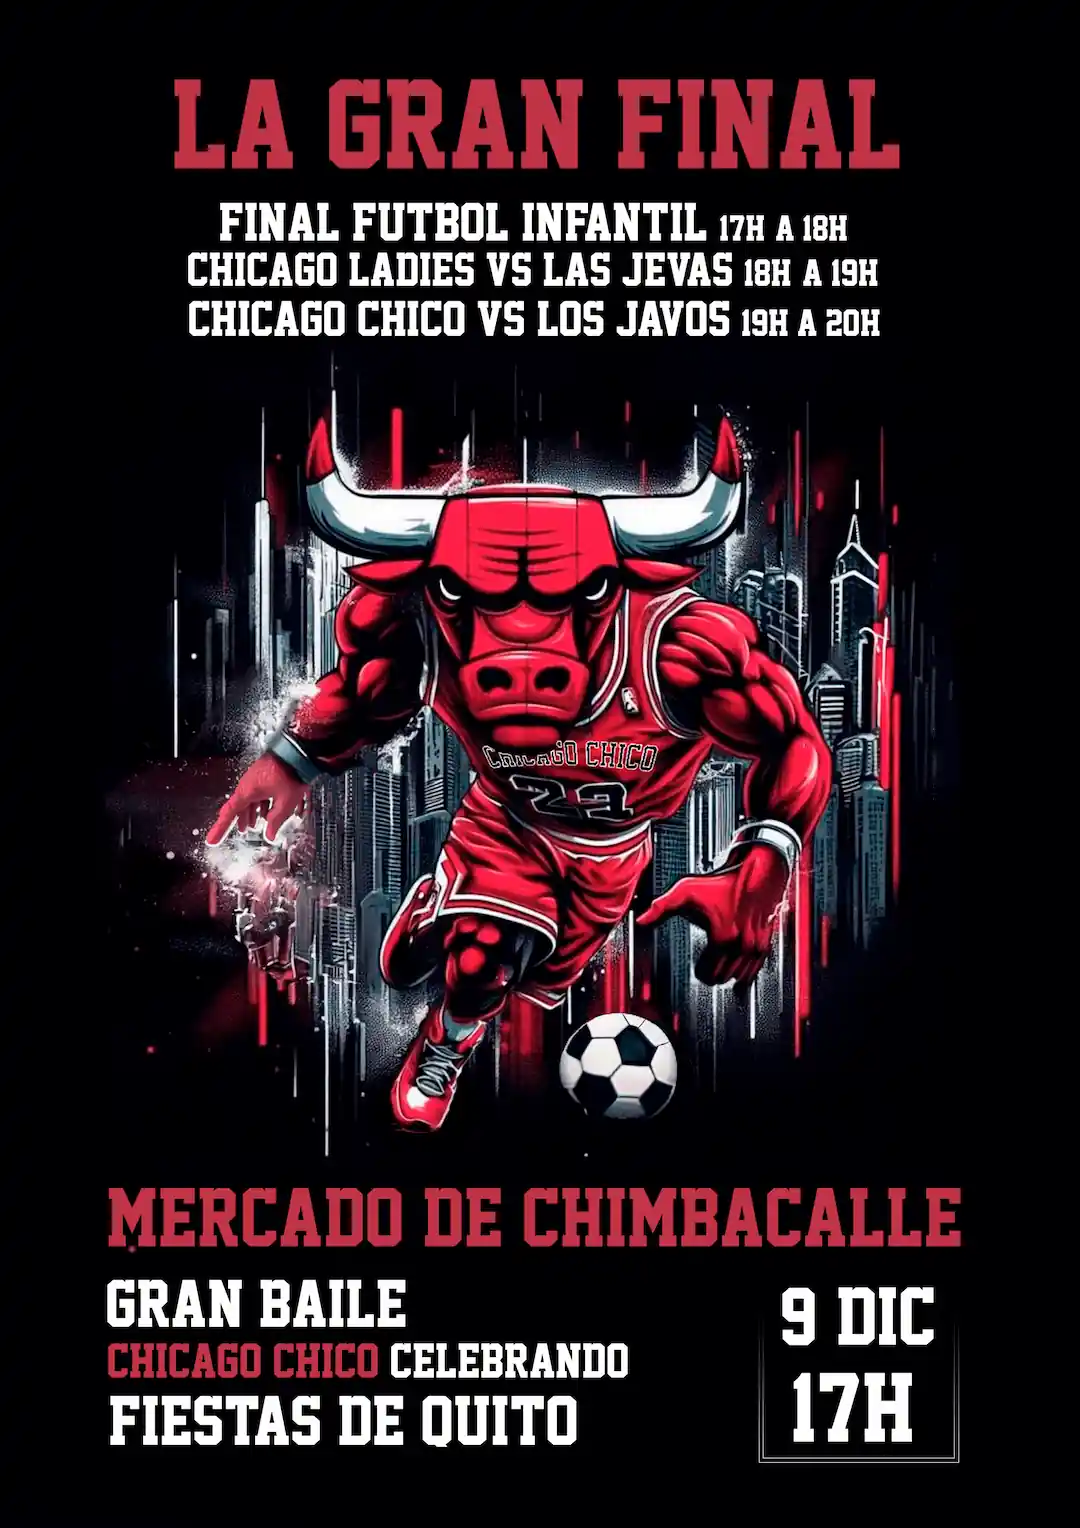 LA GRAN FINAL
FINAL FUTBOL INFANTIL 17H A 18H
CHICAGO LADIES VS LAS JEVAS 18H A 19H
CHICAGO CHICO VS LOS JAVOS 19H A 20H
CHICAGO CHICO
23
MERCADO DE CHIMBACALLE
GRAN BAILE
CHICAGO CHICO CELEBRANDO
FIESTAS DE QUITO
9 DIC
17H